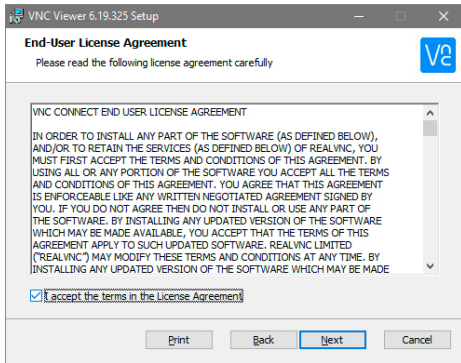 VNC Viewer 6.19.325 Setup
End-User License Agreement
Please read the following license agreement carefully
VNC CONNECT END USER LICENSE AGREEMENT
IN ORDER TO INSTALL ANY PART OF THE SOFTWARE (AS DEFINED BELOW),
AND/OR TO RETAIN THE SERVICES (AS DEFINED BELOW) OF REALVNC, YOU
MUST FIRST ACCEPT THE TERMS AND CONDITIONS OF THIS AGREEMENT. BY
USING ALL OR ANY PORTION OF THE SOFTWARE YOU ACCEPT ALL THE TERMS
AND CONDITIONS OF THIS AGREEMENT. YOU AGREE THAT THIS AGREEMENT
IS ENFORCEABLE LIKE ANY WRITTEN NEGOTIATED AGREEMENT SIGNED BY
YOU. IF YOU DO NOT AGREE THEN DO NOT INSTALL OR USE ANY PART OF
THE SOFTWARE. BY INSTALLING ANY UPDATED VERSION OF THE SOFTWARE
WHICH MAY BE MADE AVAILABLE, YOU ACCEPT THAT THE TERMS OF THIS
AGREEMENT APPLY TO SUCH UPDATED SOFTWARE. REALVNC LIMITED
("REALVNC") MAY MODIFY THESE TERMS AND CONDITIONS AT ANY TIME. BY
INSTALLING ANY UPDATED VERSION OF THE SOFTWARE WHICH MAY BE MADE
I accept the terms in the License Agreement
Print Back Next Cancel